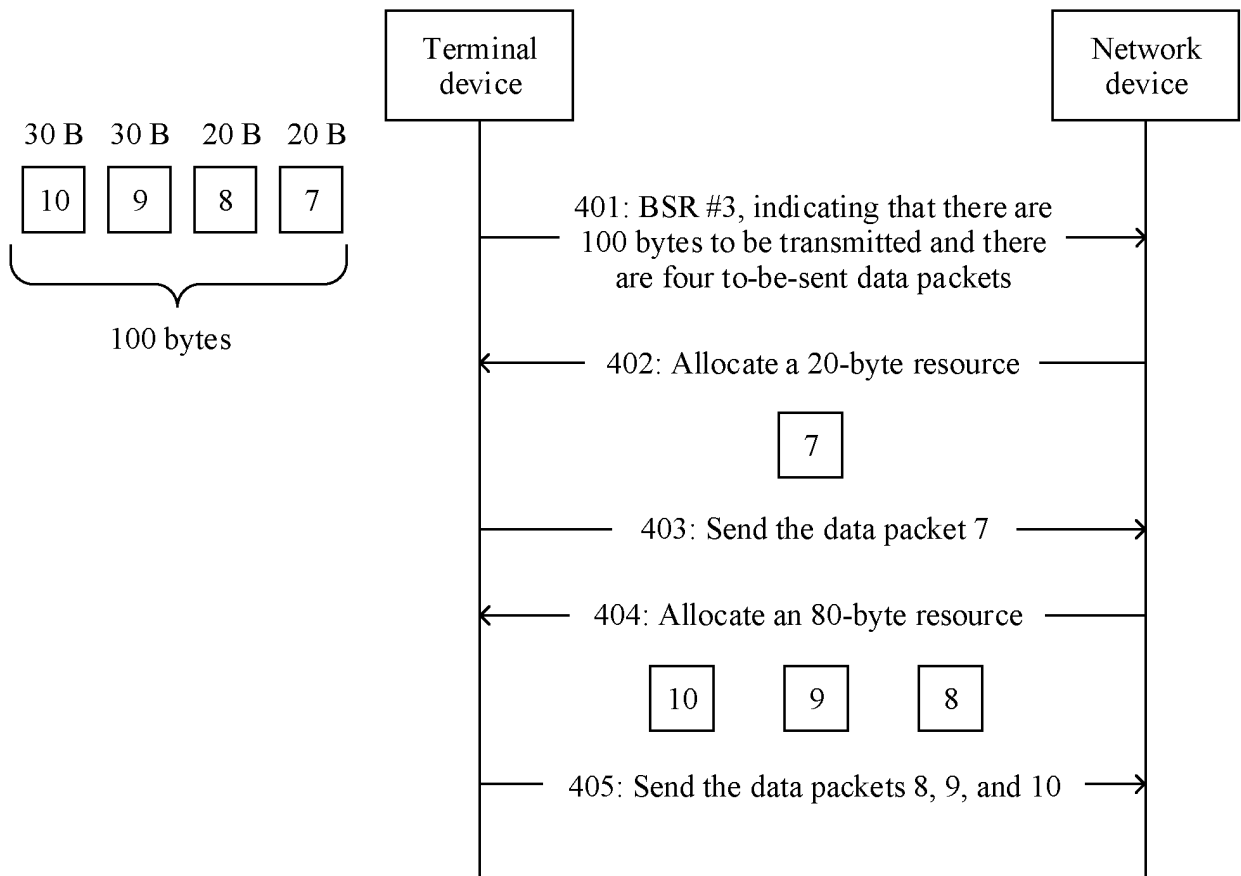 Terminal
device
Network
device
30 B 30 B 20 B 20 B
10 9 8 7
100 bytes
401: BSR #3, indicating that there are
100 bytes to be transmitted and there
are four to-be-sent data packets
402: Allocate a 20-byte resource
7
403: Send the data packet 7
404: Allocate an 80-byte resource
10 9 8
405: Send the data packets 8, 9, and 10